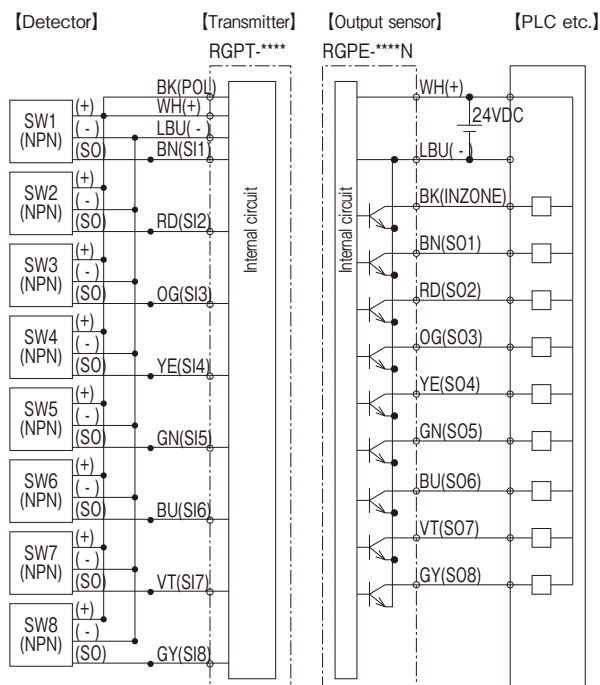 【Detector】 【Transmitter】 【Output sensor】 【PLC etc.】
RGPT-**** RGPE-****N
BK(POL)
WH(+)
LBU( - )
BN(SI1)
SW1
(NPN)
(+)
( - )
(SO)
SW2
(NPN)
(+)
( - )
(SO)
RD(SI2)
SW3
(NPN)
(+)
( - )
(SO)
OG(SI3)
SW4
(NPN)
(+)
( - )
(SO)
YE(SI4)
SW5
(NPN)
(+)
( - )
(SO)
GN(SI5)
SW6
(NPN)
(+)
( - )
(SO)
BU(SI6)
SW7
(NPN)
(+)
( - )
(SO)
VT(SI7)
SW8
(NPN)
(+)
( - )
(SO)
GY(SI8)
Internal circuit
Internal circuit
WH(+)
24VDC
LBU( - )
BK(INZONE)
BN(SO1)
RD(SO2)
OG(SO3)
YE(SO4)
GN(SO5)
BU(SO6)
VT(SO7)
GY(SO8)